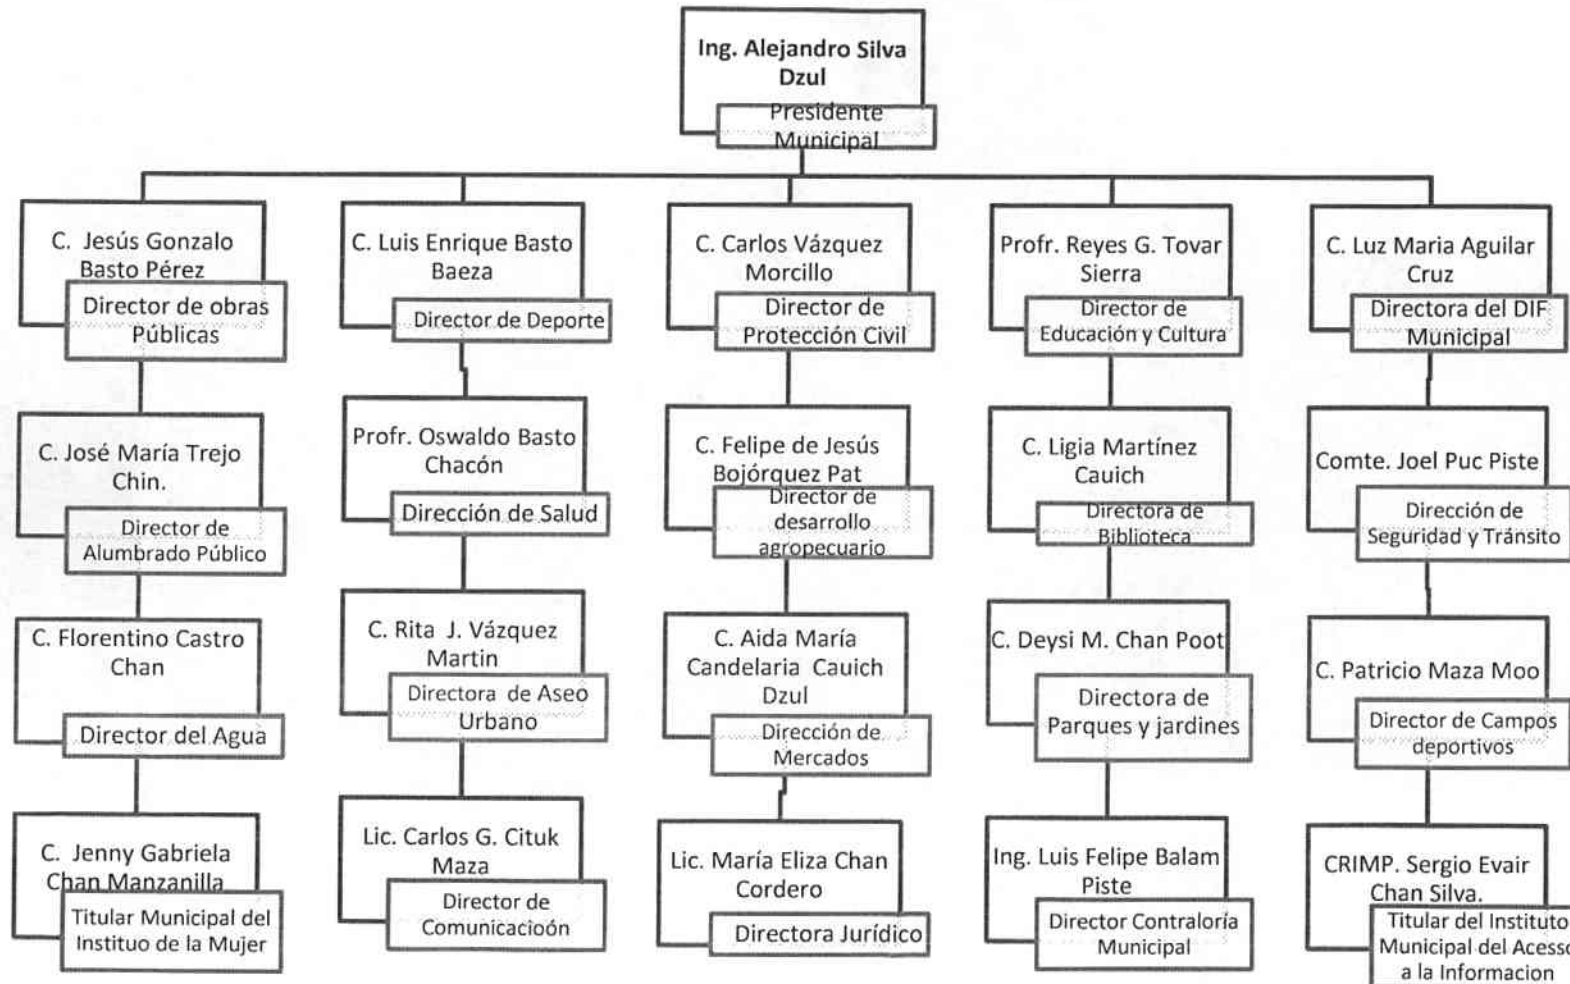 Ing. Alejandro Silva
Dzul
Presidente
Municipal
C. Jesús Gonzalo
Basto Pérez
Director de obras
Públicas
C. Luis Enrique Basto
Baeza
Director de Deporte
C. Carlos Vázquez
Morcillo
Director de
Protección Civil
Profr. Reyes G. Tovar
Sierra
Director de
Educación y Cultura
C. Luz Maria Aguilar
Cruz
Directora del DIF
Municipal
C. José María Trejo
Chin.
Director de
Alumbrado Público
Profr. Oswaldo Basto
Chacón
Dirección de Salud
C. Felipe de Jesús
Bojórquez Pat
Director de
desarrollo
agropecuario
C. Ligia Martínez
Cauich
Directora de
Biblioteca
Comte. Joel Puc Piste
Dirección de
Seguridad y Tránsito
C. Florentino Castro
Chan
Director del Agua
C. Rita J. Vázquez
Martin
Directora de Aseo
Urbano
C. Aida María
Candelaria Cauich
Dzul
Dirección de
Mercados
C. Deysi M. Chan Poot
Directora de
Parques y jardines
C. Patricio Maza Moo
Director de Campos
deportivos
C. Jenny Gabriela
Chan Manzanilla
Titular Municipal del
Instituo de la Mujer
Lic. Carlos G. Cituk
Maza
Director de
Comunicacioón
Lic. María Eliza Chan
Cordero
Directora Jurídico
Ing. Luis Felipe Balam
Piste
Director Contraloría
Municipal
CRIMP. Sergio Evair
Chan Silva.
Titular del Instituto
Municipal del Acesso
a la Informacion